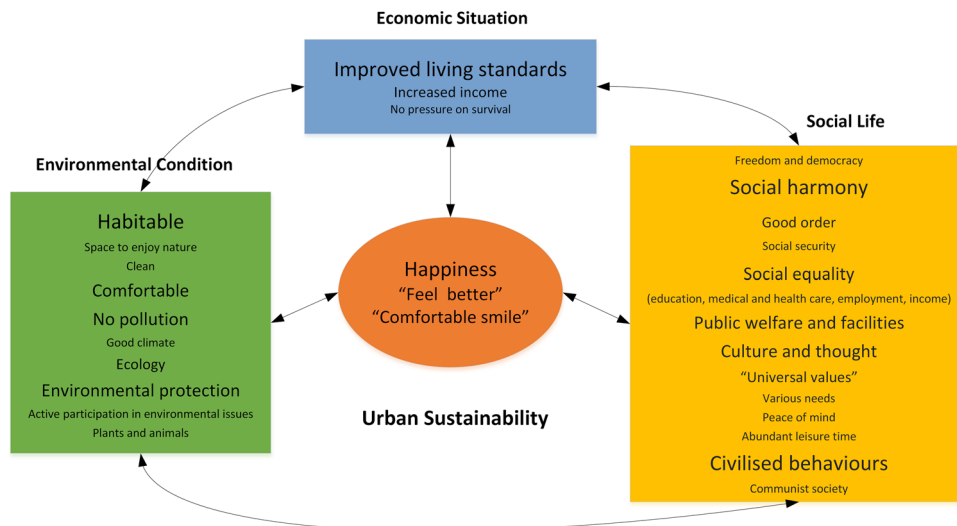 Economic Situation
Improved living standards
Increased income
No pressure on survival
Environmental Condition
Habitable
Space to enjoy nature
Clean
Comfortable
No pollution
Good climate
Ecology
Environmental protection
Active participation in environmental issues
Plants and animals
Happiness
“Feel better”
“Comfortable smile”
Urban Sustainability
Social Life
Freedom and democracy
Social harmony
Good order
Social security
Social equality
(education, medical and health care, employment, income)
Public welfare and facilities
Culture and thought
“Universal values”
Various needs
Peace of mind
Abundant leisure time
Civilised behaviours
Communist society